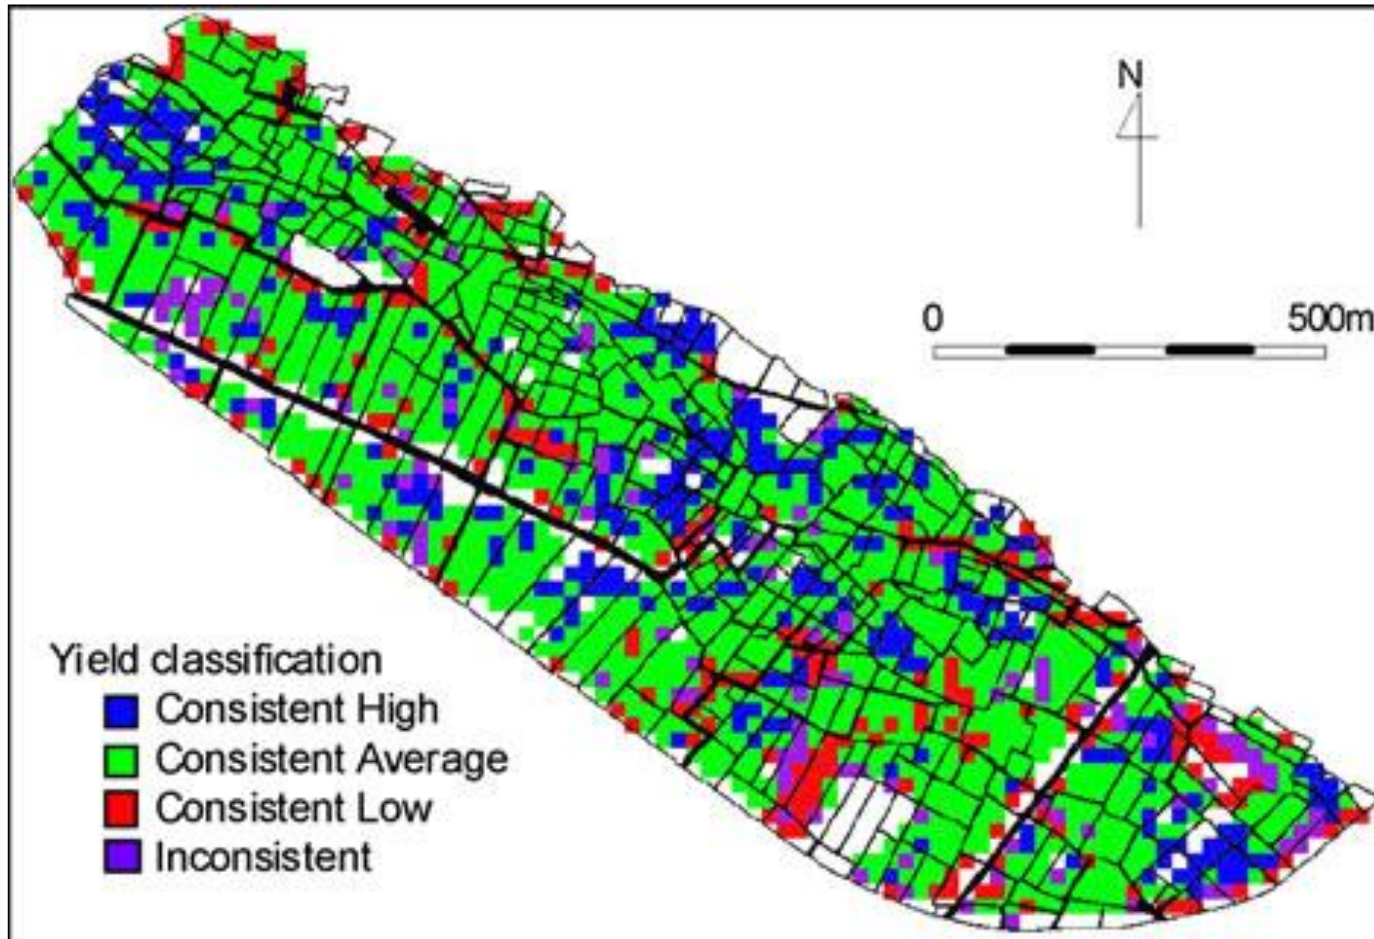 N
0 500m
Yield classification
Consistent High
Consistent Average
Consistent Low
Inconsistent